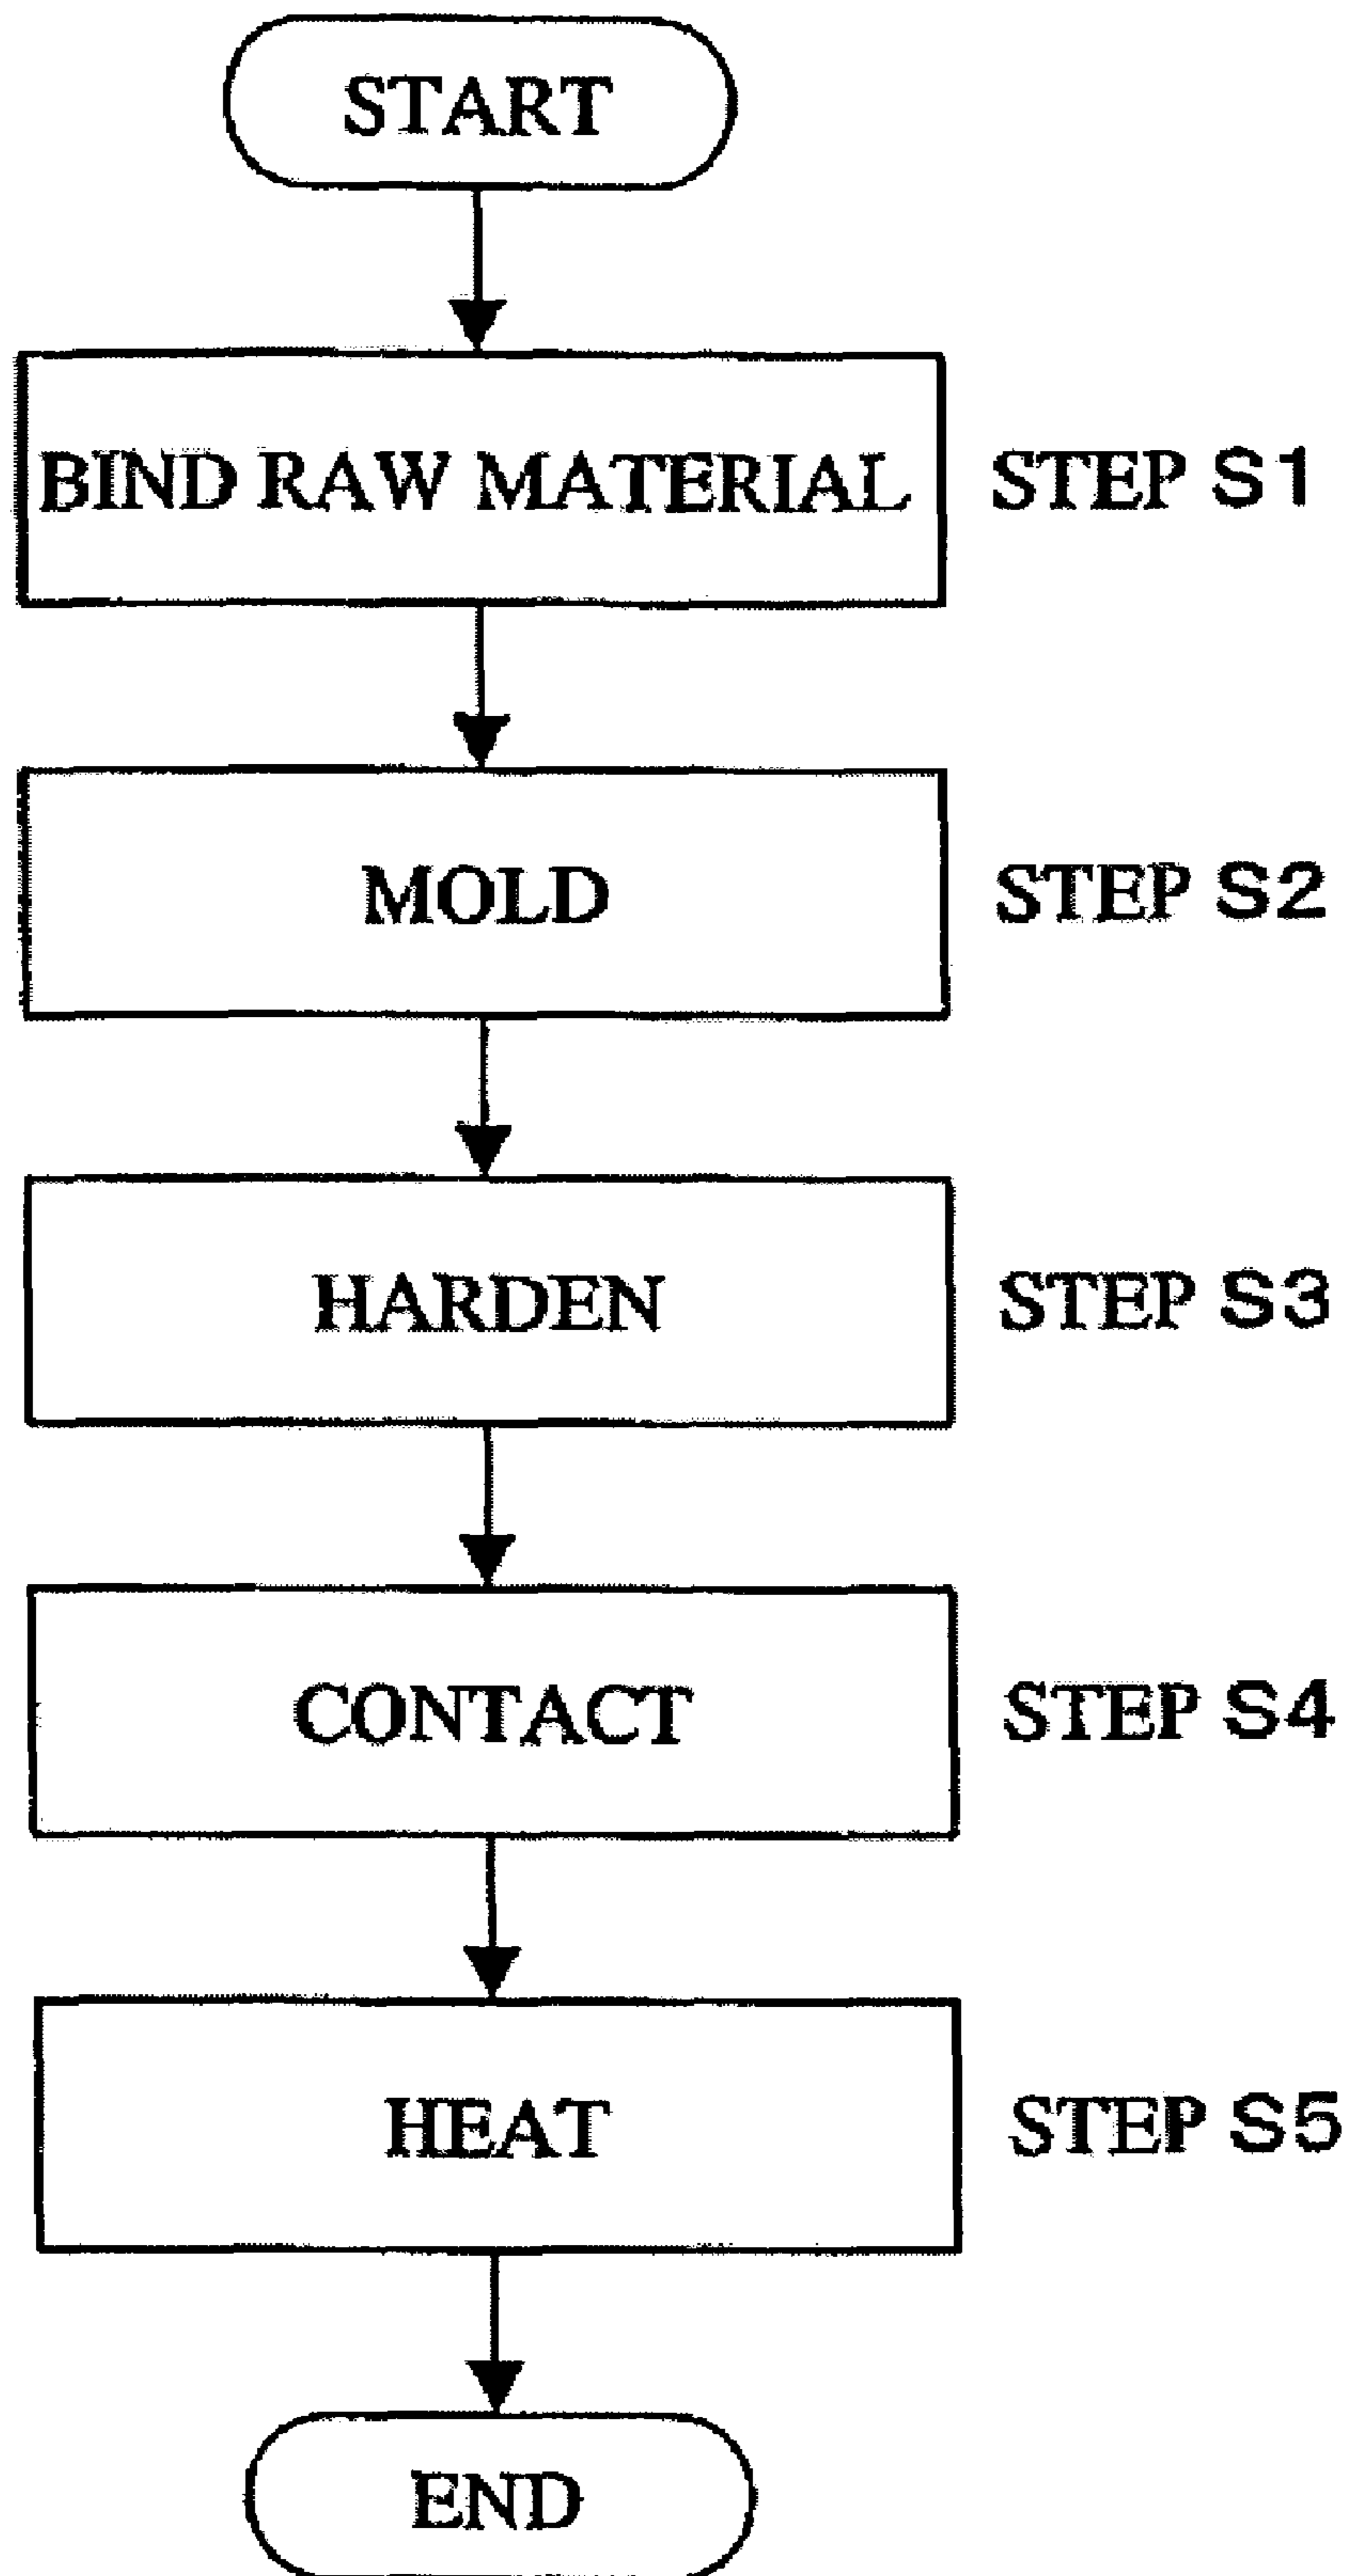 START
BIND RAW MATERIAL STEP S1
MOLD STEP S2
HARDEN STEP S3
CONTACT STEP S4
HEAT STEP S5
END